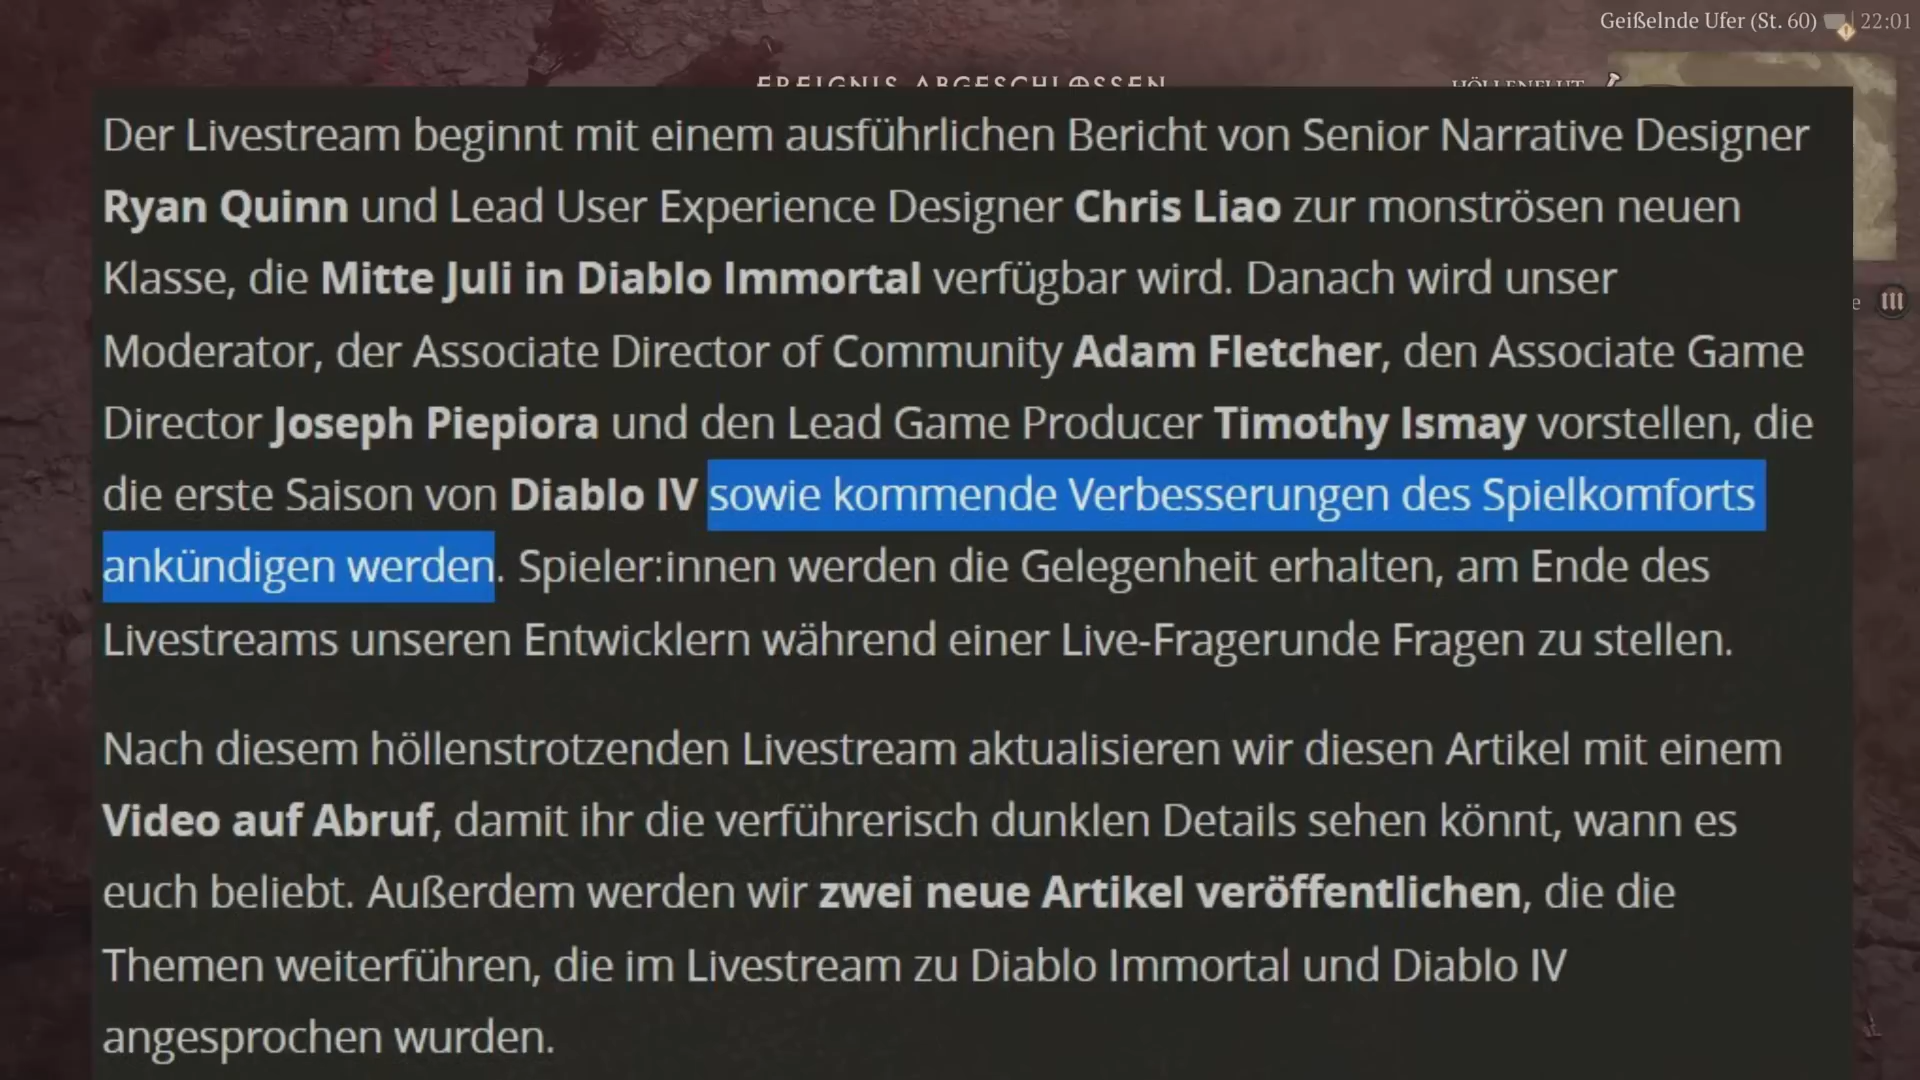 Geißelnde Ufer (St. 60) 22:01
EREIGNIS ABGESCHLOSSEN
HÖLLENFLUT
Der Livestream beginnt mit einem ausführlichen Bericht von Senior Narrative Designer
Ryan Quinn und Lead User Experience Designer Chris Liao zur monströsen neuen
Klasse, die Mitte Juli in Diablo Immortal verfügbar wird. Danach wird unser
Moderator, der Associate Director of Community Adam Fletcher, den Associate Game
Director Joseph Piepiora und den Lead Game Producer Timothy Ismay vorstellen, die
die erste Saison von Diablo IV sowie kommende Verbesserungen des Spielkomforts
ankündigen werden. Spieler:innen werden die Gelegenheit erhalten, am Ende des
Livestreams unseren Entwicklern während einer Live-Fragerunde Fragen zu stellen.
Nach diesem höllenstrotzenden Livestream aktualisieren wir diesen Artikel mit einem
Video auf Abruf, damit ihr die verführerisch dunklen Details sehen könnt, wann es
euch beliebt. Außerdem werden wir zwei neue Artikel veröffentlichen, die die
Themen weiterführen, die im Livestream zu Diablo Immortal und Diablo IV
angesprochen wurden.